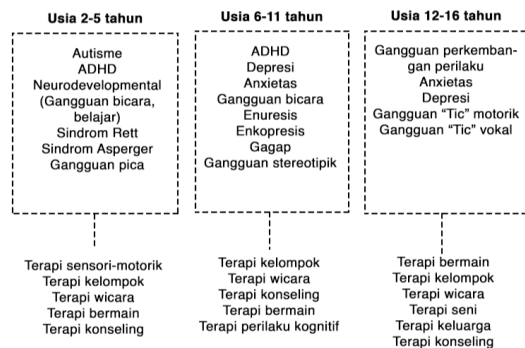 Usia 2-5 tahun
Autisme
ADHD
Neurodevelopmental
(Gangguan bicara,
belajar)
Sindrom Rett
Sindrom Asperger
Gangguan pica
Terapi sensori-motorik
Terapi kelompok
Terapi wicara
Terapi bermain
Terapi konseling
Usia 6-11 tahun
ADHD
Depresi
Anxietas
Gangguan bicara
Enuresis
Enkopresis
Gagap
Gangguan stereotipik
Terapi kelompok
Terapi wicara
Terapi konseling
Terapi bermain
Terapi perilaku kognitif
Usia 12-16 tahun
Gangguan perkemban-
gan perilaku
Anxietas
Depresi
Gangguan “Tic” motorik
Gangguan “Tic” vokal
Terapi bermain
Terapi kelompok
Terapi wicara
Terapi seni
Terapi keluarga
Terapi konseling